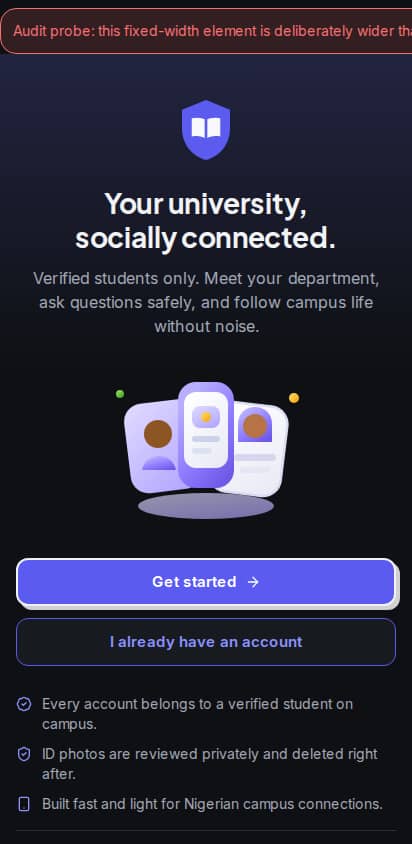 Audit probe: this fixed-width element is deliberately wider
Your university,
socially connected.
Verified students only. Meet your department,
ask questions safely, and follow campus life
without noise.
Get started
I already have an account
Every account belongs to a verified student on
campus.
ID photos are reviewed privately and deleted right
after.
Built fast and light for Nigerian campus connections.